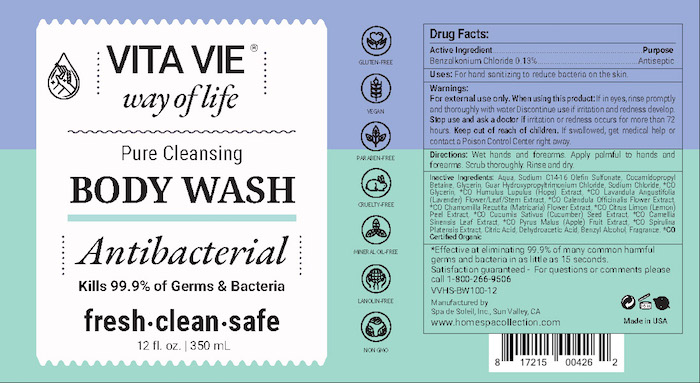 VITA VIE®
way of life
Pure Cleansing
BODY WASH
Antibacterial
Kills 99.9% of Germs & Bacteria
fresh·clean·safe
12 fl. oz. | 350 mL
GLUTEN-FREE
VEGAN
PARABEN-FREE
CRUELTY-FREE
MINERAL-OIL-FREE
LANOLIN-FREE
NON GMO
Drug Facts:
Active Ingredient Purpose
Benzalkonium Chloride 0.13% Antiseptic
Uses: For hand sanitizing to reduce bacteria on the skin.
Warnings:
For external use only. When using this product: If in eyes, rinse promptly
and thoroughly with water Discontinue use if irritation and redness develop.
Stop use and ask a doctor if irritation or redness occurs for more than 72
hours. Keep out of reach of children. If swallowed, get medical help or
contact a Poison Control Center right away.
Directions: Wet hands and forearms. Apply palmful to hands and
forearms. Scrub thoroughly. Rinse and dry.
Inactive Ingredients: Aqua, Sodium C14-16 Olefin Sulfonate, Cocamidopropyl
Betaine, Glycerin, Guar Hydroxypropyltrimonium Chloride, Sodium Chloride, *CO
Glycerin, *CO Humulus Lupulus (Hops) Extract, *CO Lavandula Angustifolia
(Lavender) Flower/Leaf/Stem Extract, *CO Calendula Officinalis Flower Extract,
*CO Chamomilla Recutita (Matricaria) Flower Extract, *CO Citrus Limon (Lemon)
Peel Extract, *CO Cucumis Sativus (Cucumber) Seed Extract, *CO Camellia
Sinensis Leaf Extract, *CO Pyrus Malus (Apple) Fruit Extract, *CO Spirulina
Platensis Extract, Citric Acid, Dehydroacetic Acid, Benzyl Alcohol, Fragrance. *CO
Certified Organic
*Effective at eliminating 99.9% of many common harmful
germs and bacteria in as little as 15 seconds.
Satisfaction guaranteed - For questions or comments please
call 1-800-266-9506
VVHS-BW100-12
Manufactured by
Spa de Soleil, Inc., Sun Valley, CA
www.homespacollection.com
Made in USA
8 17215 00426 2